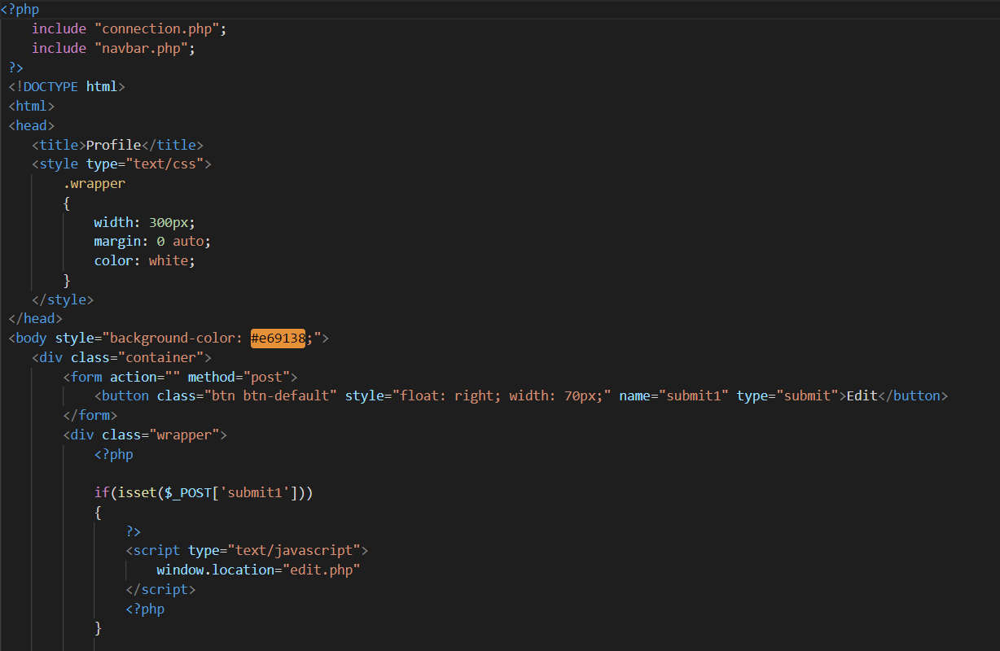 <?php
include "connection.php";
include "navbar.php";
?>
<!DOCTYPE html>
<html>
<head>
<title>Profile</title>
<style type="text/css">
.wrapper
{
width: 300px;
margin: 0 auto;
color: white;
}
</style>
</head>
<body style="background-color: #e69138;">
<div class="container">
<form action="" method="post">
<button class="btn btn-default" style="float: right; width: 70px;" name="submit1" type="submit">Edit</button>
</form>
<div class="wrapper">
<?php
if(isset($_POST['submit1']))
{
?>
<script type="text/javascript">
window.location="edit.php"
</script>
<?php
}